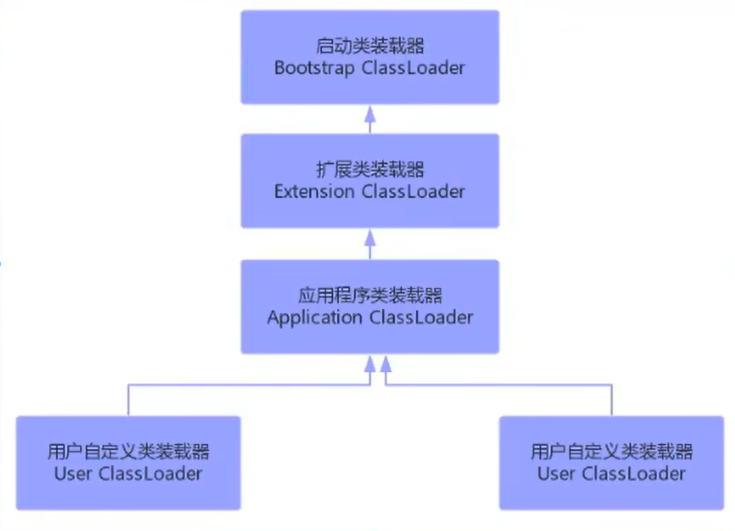 启动类装载器
Bootstrap ClassLoader
扩展类装载器
Extension ClassLoader
应用程序类装载器
Application ClassLoader
用户自定义类装载器
User ClassLoader
用户自定义类装载器
User ClassLoader